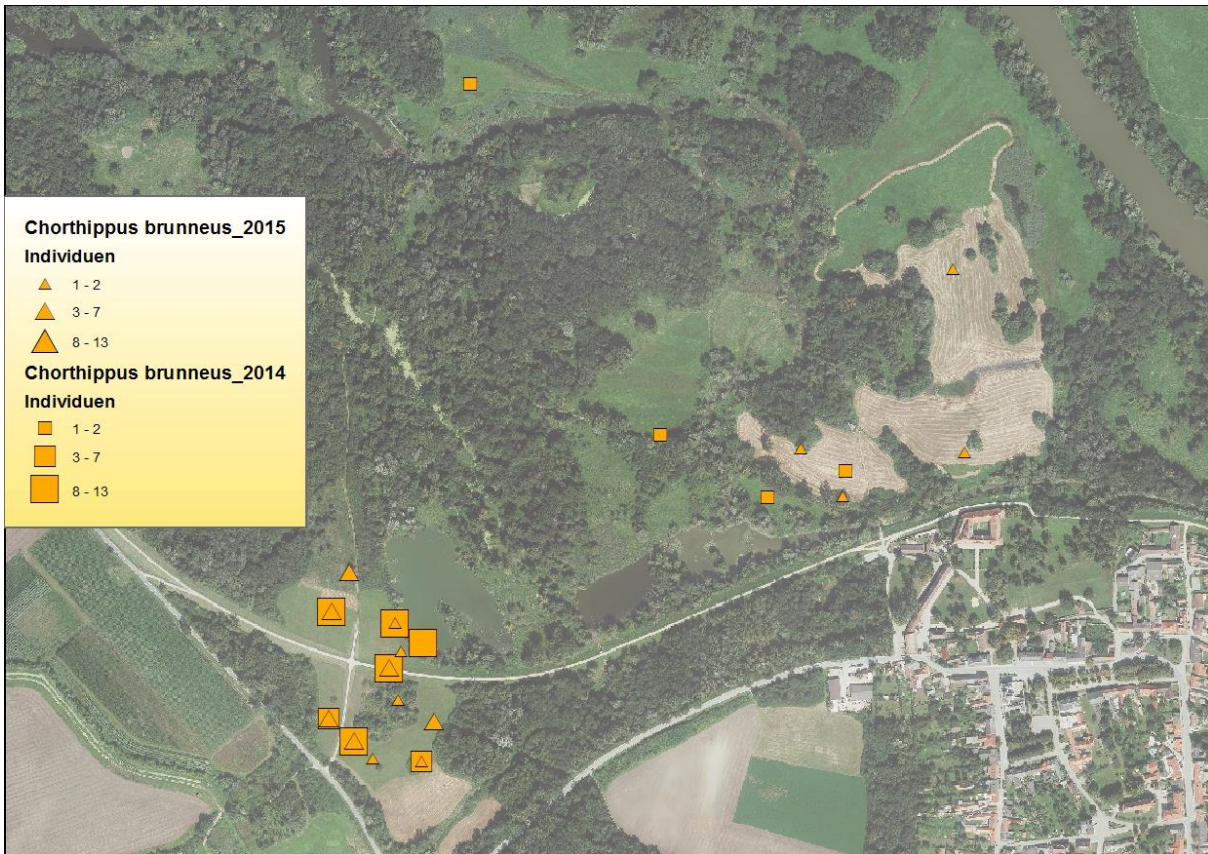 Chorthippus brunneus_2015
Individuen
1 - 2
3 - 7
8 - 13
Chorthippus brunneus_2014
Individuen
1 - 2
3 - 7
8 - 13